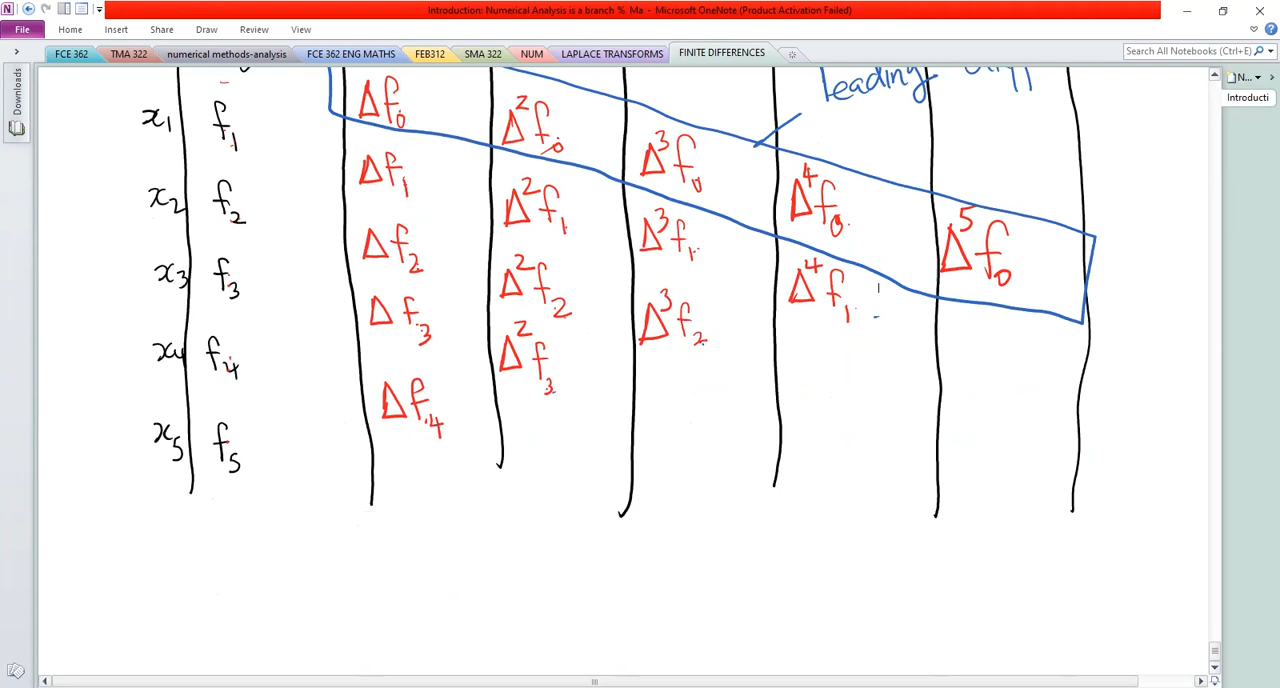 Introduction: Numerical Analysis is a branch % Ma - Microsoft OneNote (Product Activation Failed)
File Home Insert Share Draw Review View
FCE 362 TMA 322 numerical methods-analysis FCE 362 ENG MATHS FEB312 SMA 322 NUM LAPLACE TRANSFORMS FINITE DIFFERENCES Search All Notebooks (Ctrl+E)
Downloads
N...
Introducti
leading
Δf₀
x₁ f₁ Δ²f₀
Δf₁ Δ³f₀
x₂ f₂ Δ²f₁ Δ⁴f₀
Δf₂ Δ³f₁ Δ⁵f₀
x₃ f₃ Δ²f₂ Δ⁴f₁
Δf₃ Δ³f₂
x₄ f₄ Δ²f₃
Δf₄
x₅ f₅